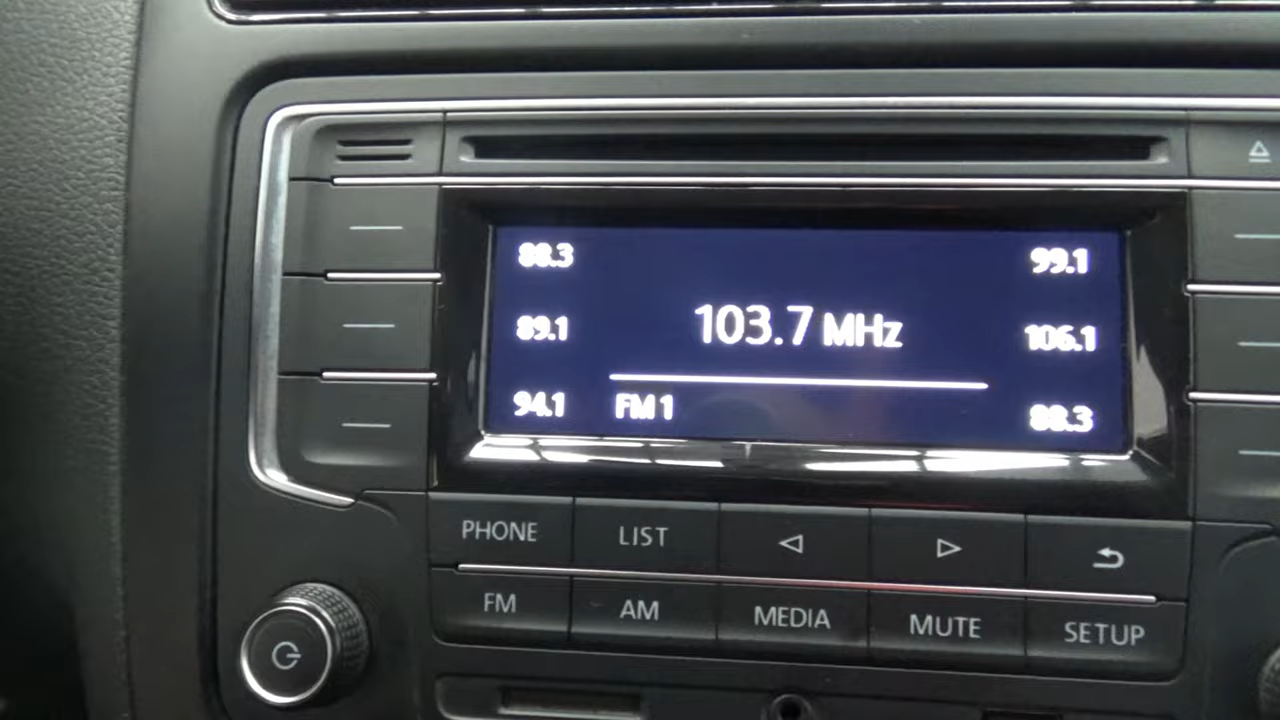 88.3 99.1
103.7 MHz
89.1 106.1
94.1 FM 1 88.3
PHONE LIST
FM AM MEDIA MUTE SETUP